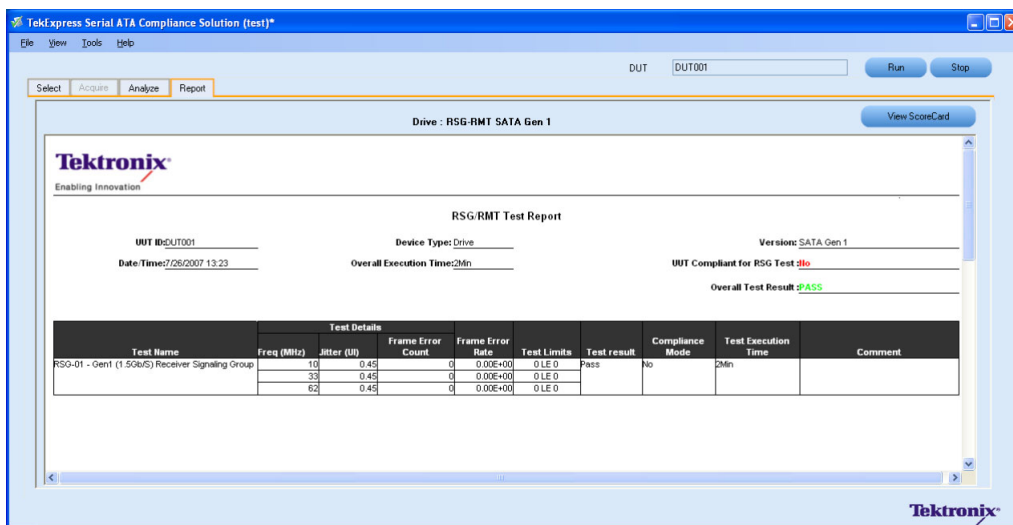 TekExpress Serial ATA Compliance Solution (test)*
File View Tools Help
DUT DUT001 Run Stop
Select Acquire Analyze Report
Drive : RSG-RMT SATA Gen 1 View ScoreCard
Tektronix
Enabling Innovation
RSG/RMT Test Report
UUT ID:DUT001 Device Type: Drive Version: SATA Gen 1
Date/Time:7/26/2007 13:23 Overall Execution Time:2Min UUT Compliant for RSG Test :No
Overall Test Result :PASS
Test Details
Test Name Freq (MHz) Jitter (UI) Frame Error Count Frame Error Rate Test Limits Test result Compliance Mode Test Execution Time Comment
RSG-01 - Gen1 (1.5Gb/S) Receiver Signaling Group 10 0.45 0 0.00E+00 0 LE 0 Pass No 2Min
33 0.45 0 0.00E+00 0 LE 0
62 0.45 0 0.00E+00 0 LE 0
Tektronix